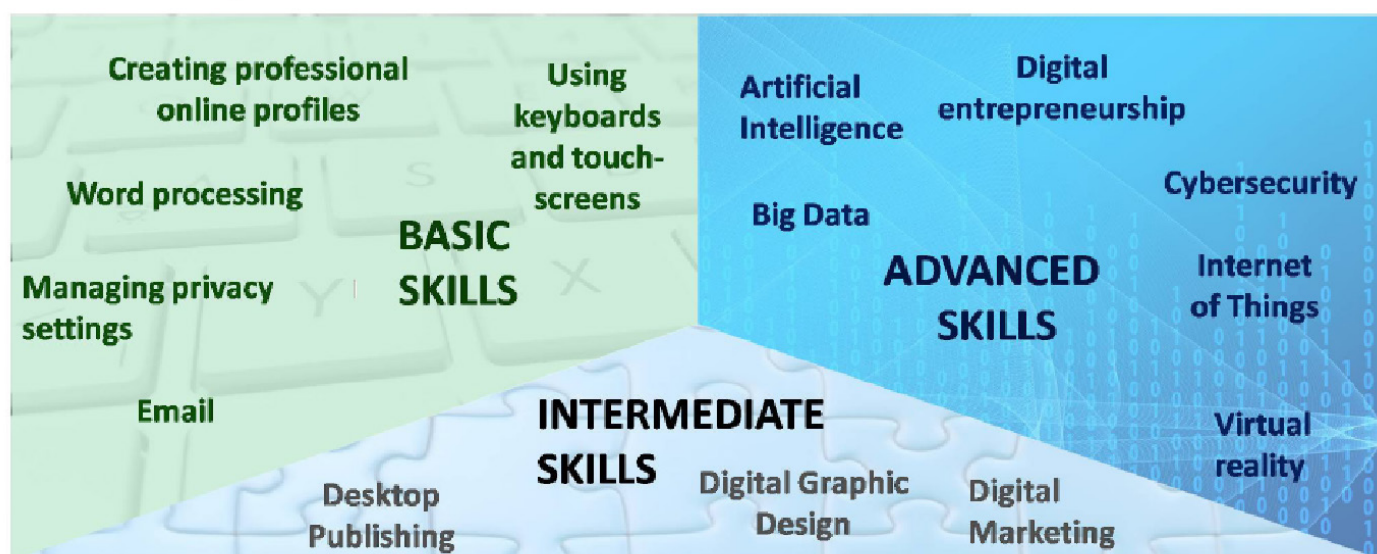 Creating professional
online profiles
Using
keyboards
and touch-
screens
Word processing
BASIC
SKILLS
Managing privacy
settings
Email
Artificial
Intelligence
Digital
entrepreneurship
Cybersecurity
Big Data
ADVANCED
SKILLS
Internet
of Things
Virtual
reality
INTERMEDIATE
SKILLS
Desktop
Publishing
Digital Graphic
Design
Digital
Marketing